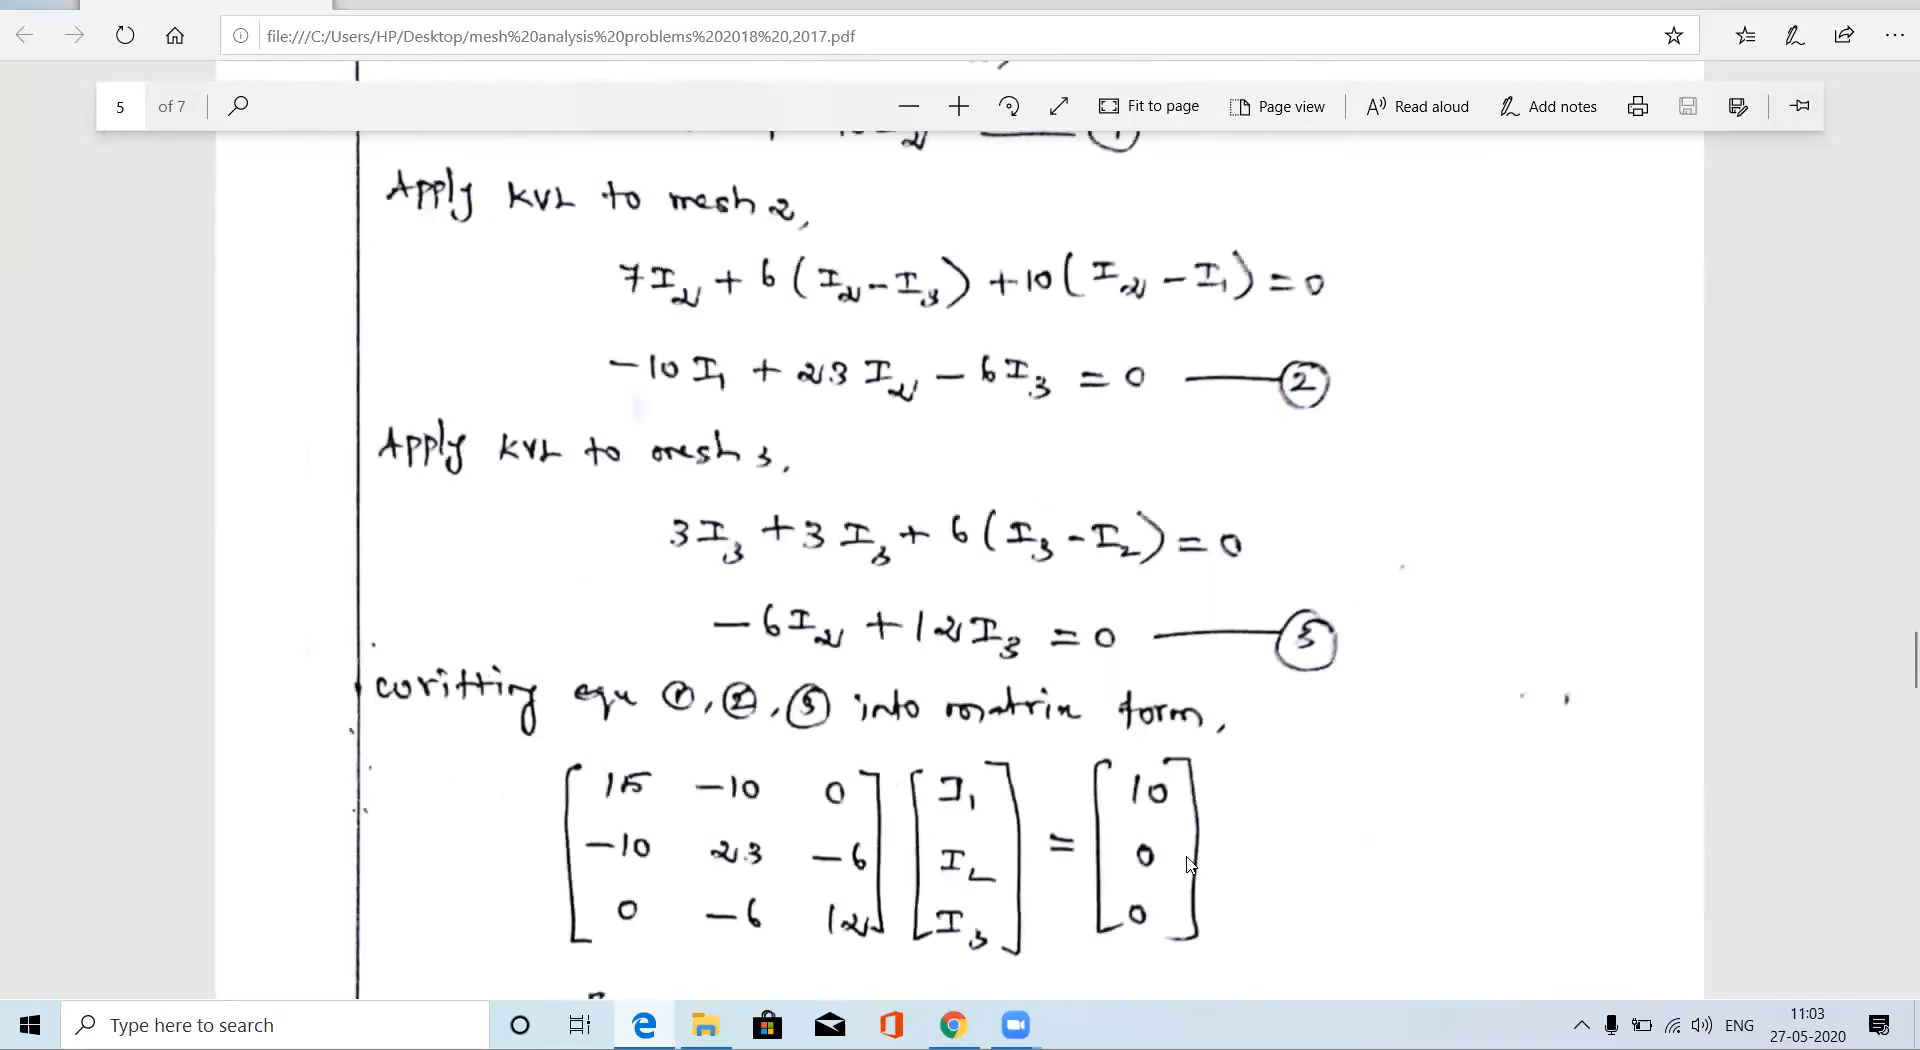 file:///C:/Users/HP/Desktop/mesh%20analysis%20problems%202018%20,2017.pdf
5 of 7 Fit to page Page view Read aloud Add notes
Apply KVL to mesh 2,
7I₂ + 6 (I₂ - I₃) + 10 (I₂ - I₁) = 0
-10 I₁ + 23 I₂ - 6I₃ = 0 —— ②
Apply KVL to mesh 3,
3I₃ + 3 I₃ + 6 (I₃ - I₂) = 0
-6I₂ + 12I₃ = 0 —— ③
writting equ ①, ②, ③ into matrix form,
[ 15 -10 0 ] [ I₁ ] = [ 10 ]
[ -10 23 -6 ] [ I₂ ] [ 0 ]
[ 0 -6 12 ] [ I₃ ] [ 0 ]
Type here to search
ENG
11:03
27-05-2020